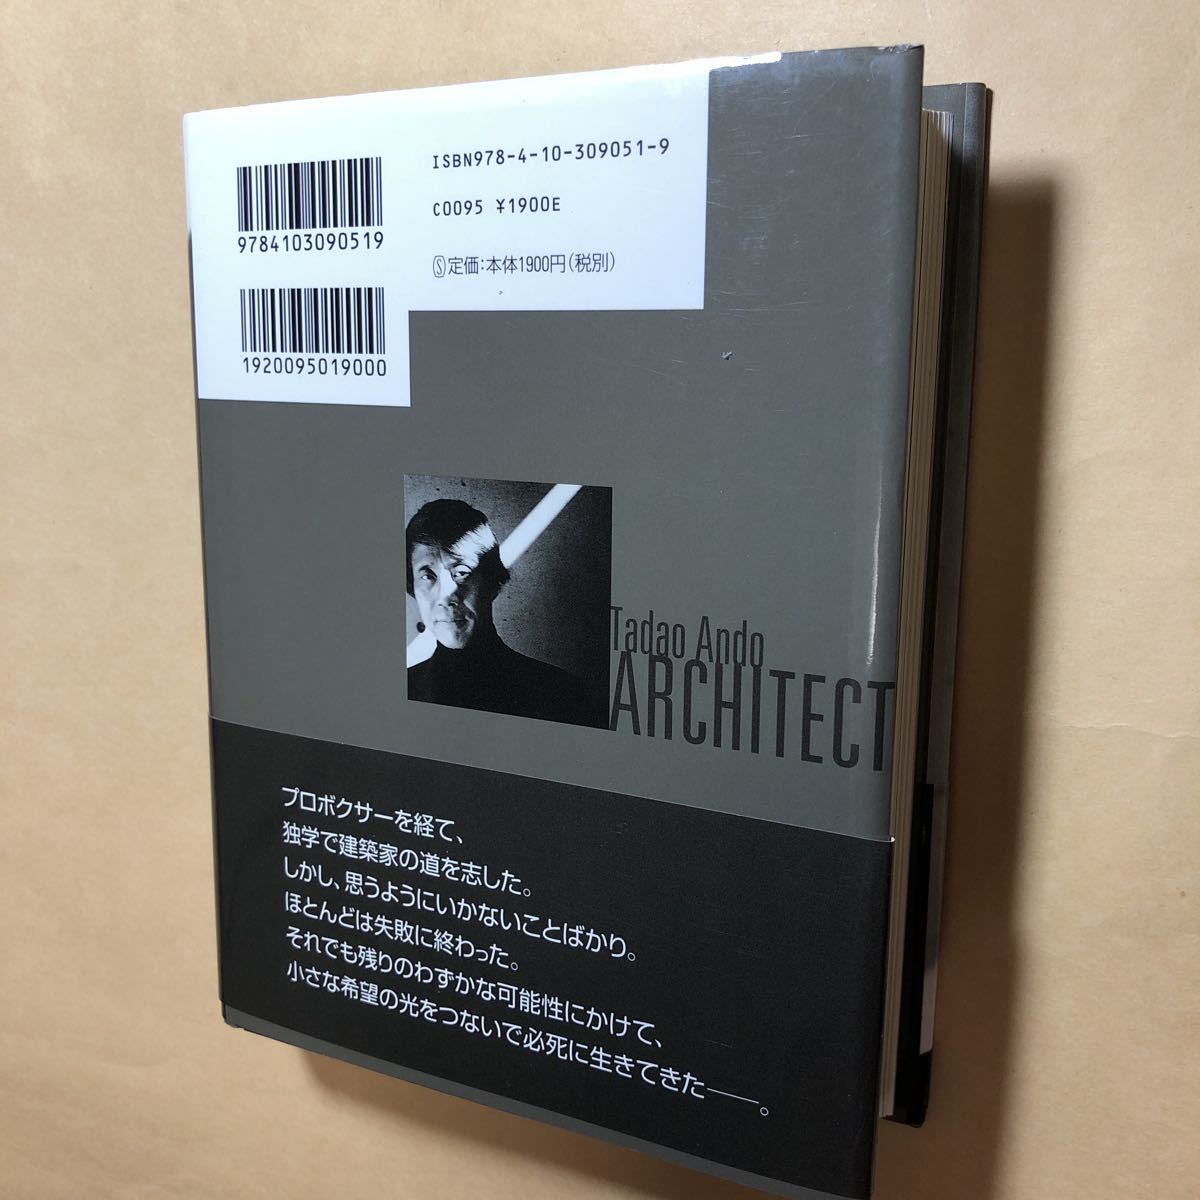 ISBN978-4-10-309051-9
C0095 ¥1900E
Ⓢ定価:本体1900円(税別)
9784103090519
1920095019000
Tadao Ando
ARCHITECT
プロボクサーを経て、
独学で建築家の道を志した。
しかし、思うようにいかないことばかり。
ほとんどは失敗に終わった。
それでも残りのわずかな可能性にかけて、
小さな希望の光をつないで必死に生きてきた――。